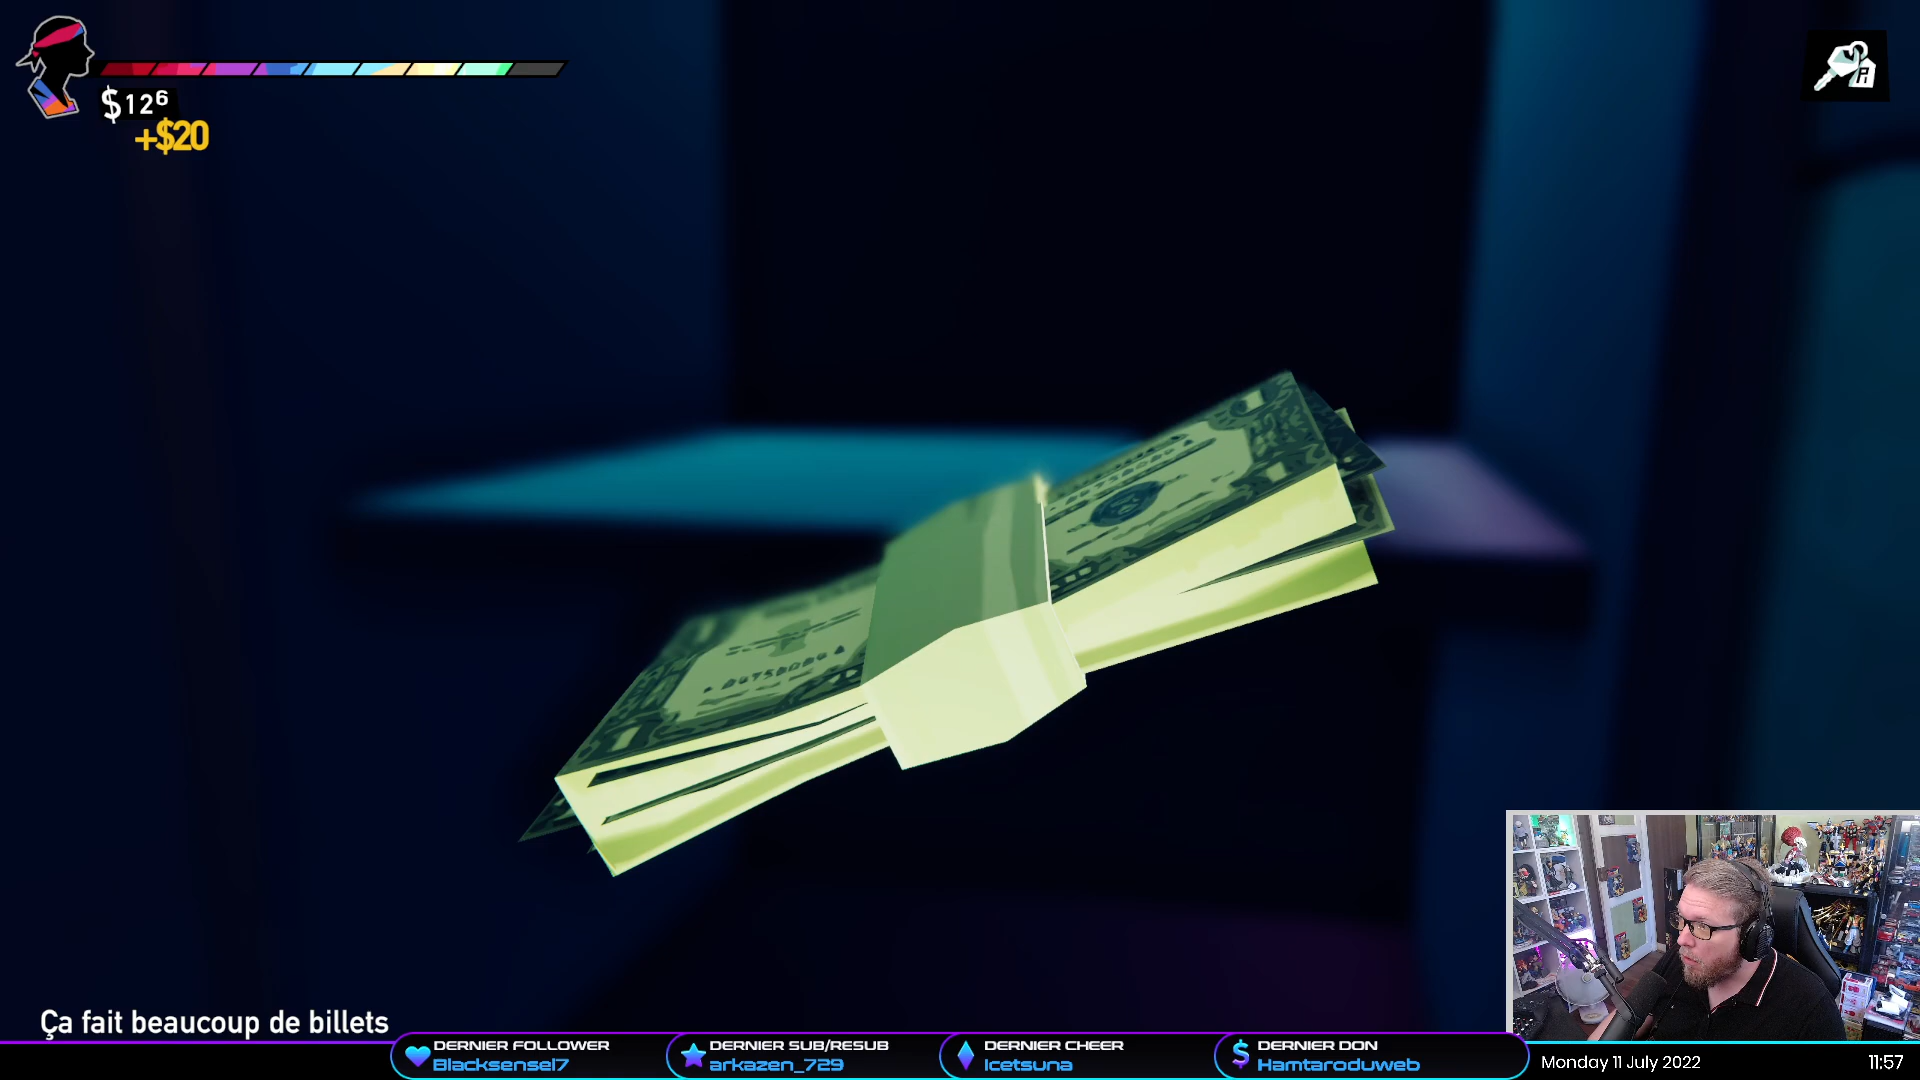 $126
+$20
Ça fait beaucoup de billets
DERNIER FOLLOWER
Blacksense17
DERNIER SUB/RESUB
arkazen_729
DERNIER CHEER
Icetsuna
DERNIER DON
Hamtaroduweb
Monday 11 July 2022
11:57